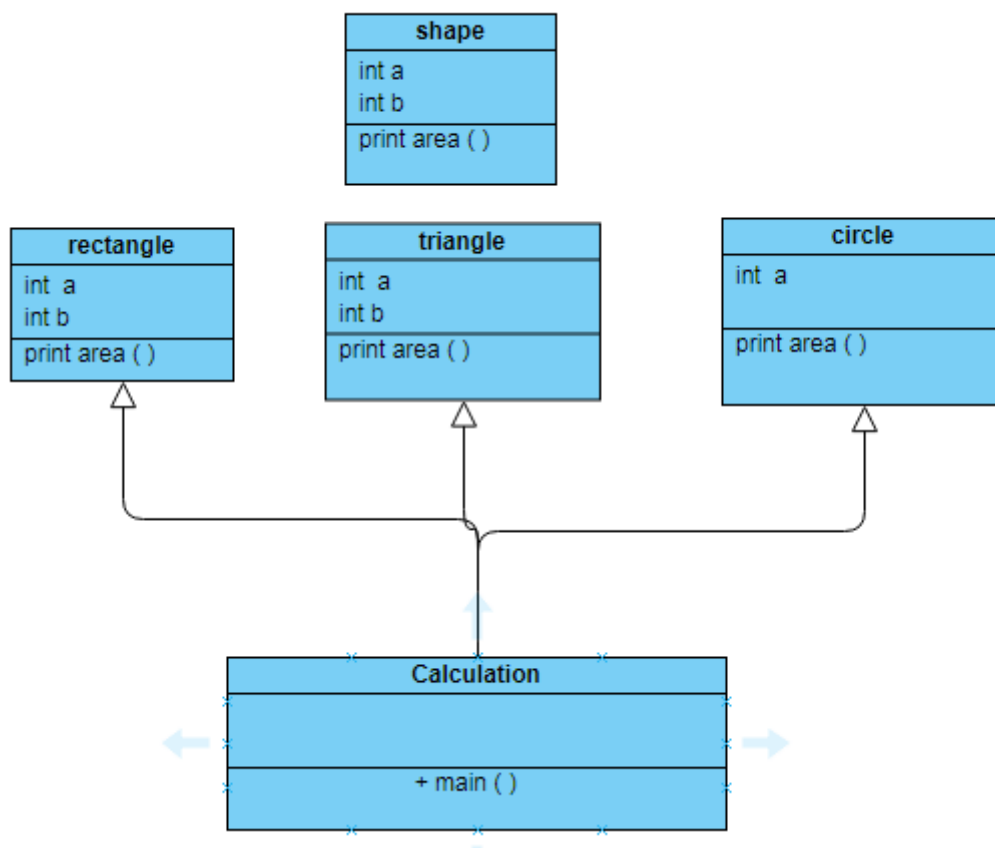 shape
int a
int b
print area ( )
rectangle
int  a
int b
print area ( )
triangle
int  a
int b
print area ( )
circle
int  a
print area ( )
Calculation
+ main ( )